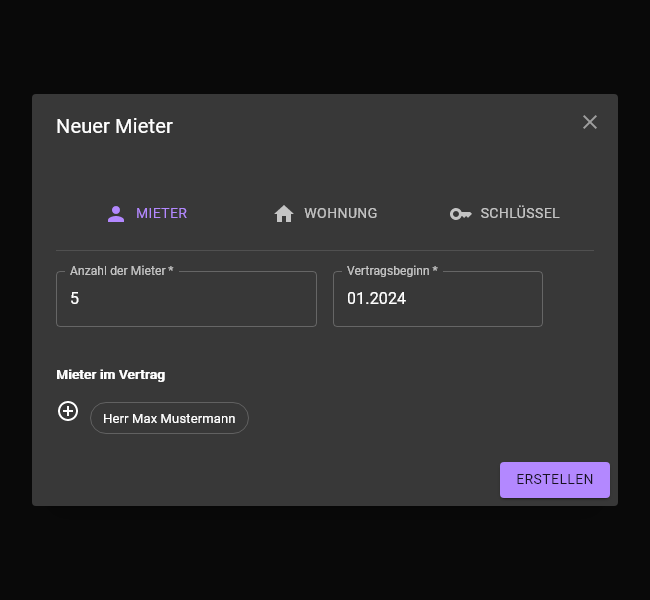 Neuer Mieter
MIETER WOHNUNG SCHLÜSSEL
Anzahl der Mieter * Vertragsbeginn *
5 01.2024
Mieter im Vertrag
Herr Max Mustermann
ERSTELLEN